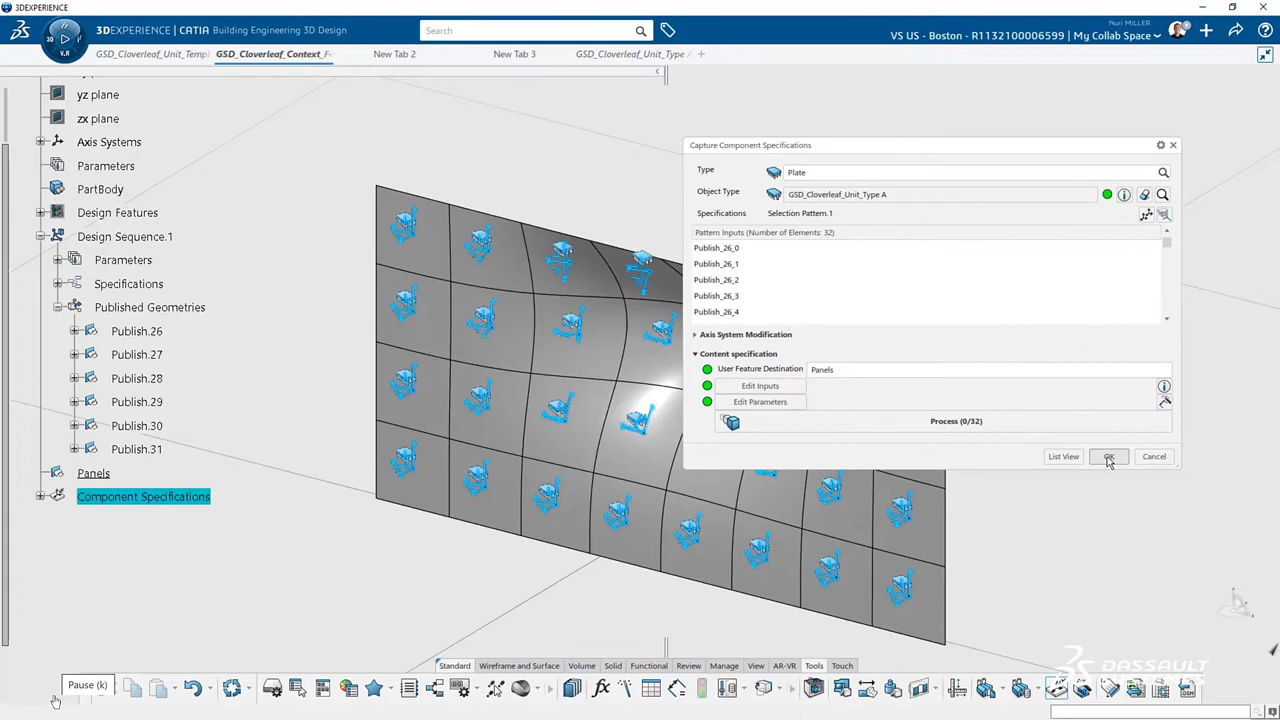 3DEXPERIENCE
3DEXPERIENCE | CATIA Building Engineering 3D Design
Search
Nuri MILLER
VS US - Boston - R1132100006599 | My Collab Space
V.R
GSD_Cloverleaf_Unit_Templ
GSD_Cloverleaf_Context_Fe
New Tab 2
New Tab 3
GSD_Cloverleaf_Unit_Type A
yz plane
zx plane
Axis Systems
Parameters
PartBody
Design Features
Design Sequence.1
Parameters
Specifications
Published Geometries
Publish.26
Publish.27
Publish.28
Publish.29
Publish.30
Publish.31
Panels
Component Specifications
Capture Component Specifications
Type Plate
Object Type GSD_Cloverleaf_Unit_Type A
Specifications Selection Pattern.1
Pattern Inputs (Number of Elements: 32)
Publish_26_0
Publish_26_1
Publish_26_2
Publish_26_3
Publish_26_4
Axis System Modification
Content specification
User Feature Destination Panels
Edit Inputs
Edit Parameters
Process (0/32)
List View OK Cancel
DASSAULT
Standard Wireframe and Surface Volume Solid Functional Review Manage View AR-VR Tools Touch
Pause (k)